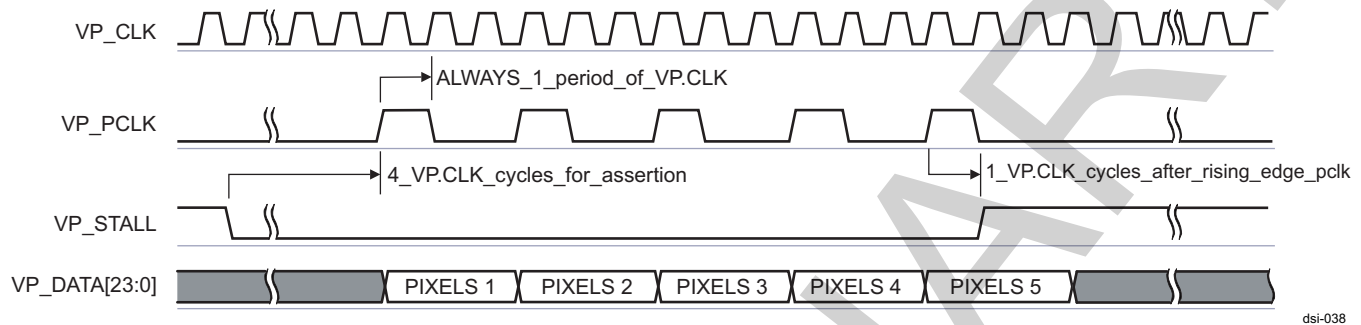 VP_CLK
ALWAYS_1_period_of_VP.CLK
VP_PCLK
4_VP.CLK_cycles_for_assertion
1_VP.CLK_cycles_after_rising_edge_pclk
VP_STALL
VP_DATA[23:0]
PIXELS 1
PIXELS 2
PIXELS 3
PIXELS 4
PIXELS 5
dsi-038